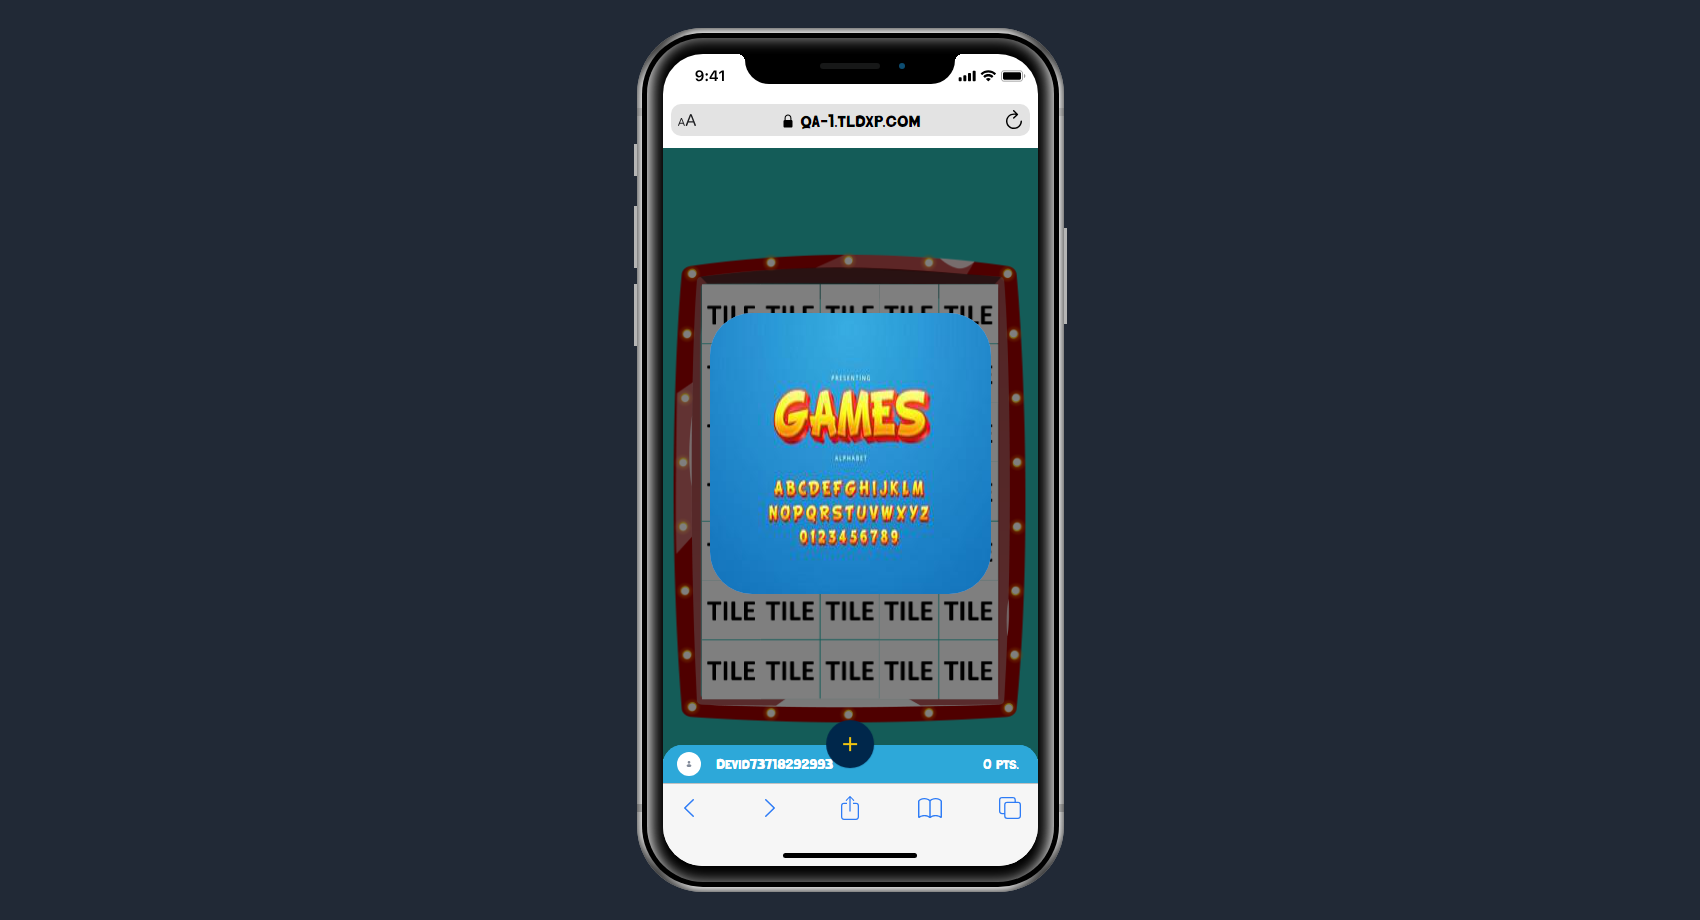 9:41
AA QA-1.TLDXP.COM
TILE TILE TILE TILE TILE
PRESENTING
GAMES
ALPHABET
ABCDEFGHIJKLM
NOPQRSTUVWXYZ
0123456789
TILE TILE TILE TILE TILE
TILE TILE TILE TILE TILE
DEVID73718292993 0 PTS.